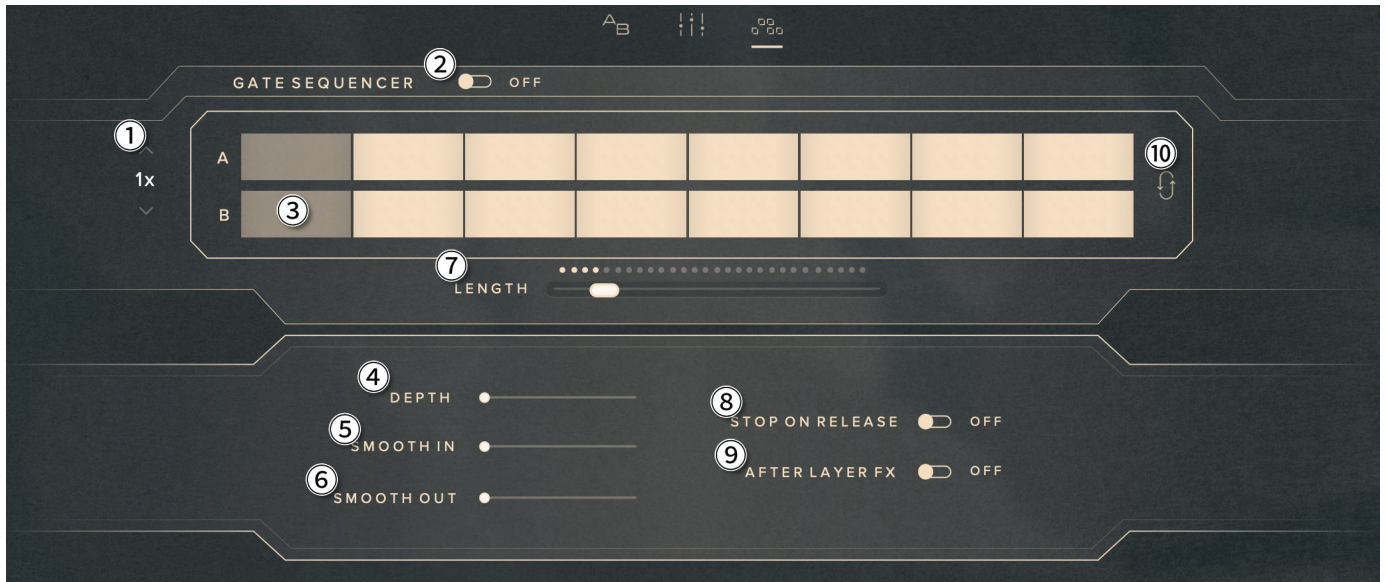 A B
② GATE SEQUENCER OFF
① 1x
A ⑩
B ③
⑦ LENGTH
④ DEPTH
⑤ SMOOTH IN
⑥ SMOOTH OUT
⑧ STOP ON RELEASE OFF
⑨ AFTER LAYER FX OFF